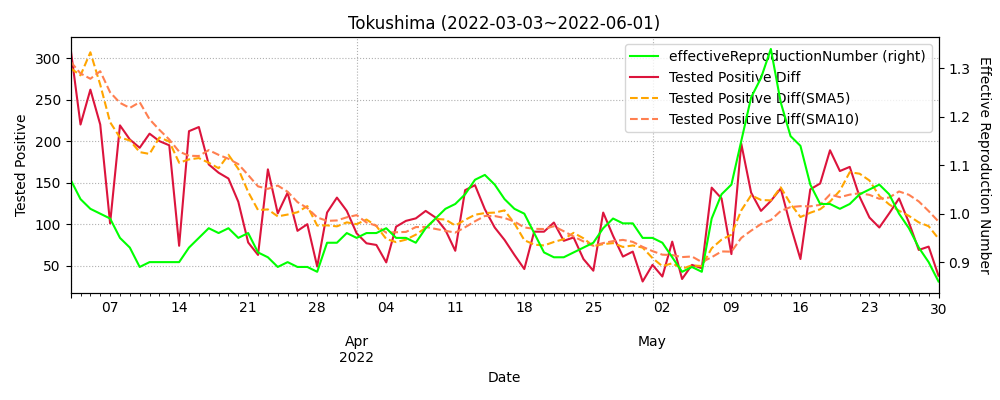 Tokushima (2022-03-03~2022-06-01)
effectiveReproductionNumber (right)
Tested Positive Diff
Tested Positive Diff(SMA5)
Tested Positive Diff(SMA10)
Tested Positive
300
250
200
150
100
50
1.3
1.2
1.1
1.0
0.9
Effective Reproduction Number
07 14 21 28 04 11 18 25 02 09 16 23 30
Apr May
2022
Date